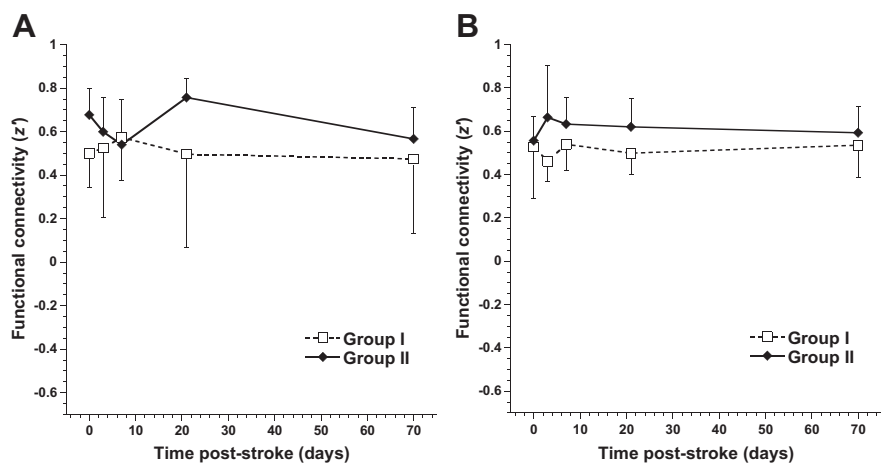 A
Functional connectivity (z')
1
0.8
0.6
0.4
0.2
0
-0.2
-0.4
-0.6
0 10 20 30 40 50 60 70
Time post-stroke (days)
Group I
Group II
B
Functional connectivity (z')
1
0.8
0.6
0.4
0.2
0
-0.2
-0.4
-0.6
0 10 20 30 40 50 60 70
Time post-stroke (days)
Group I
Group II